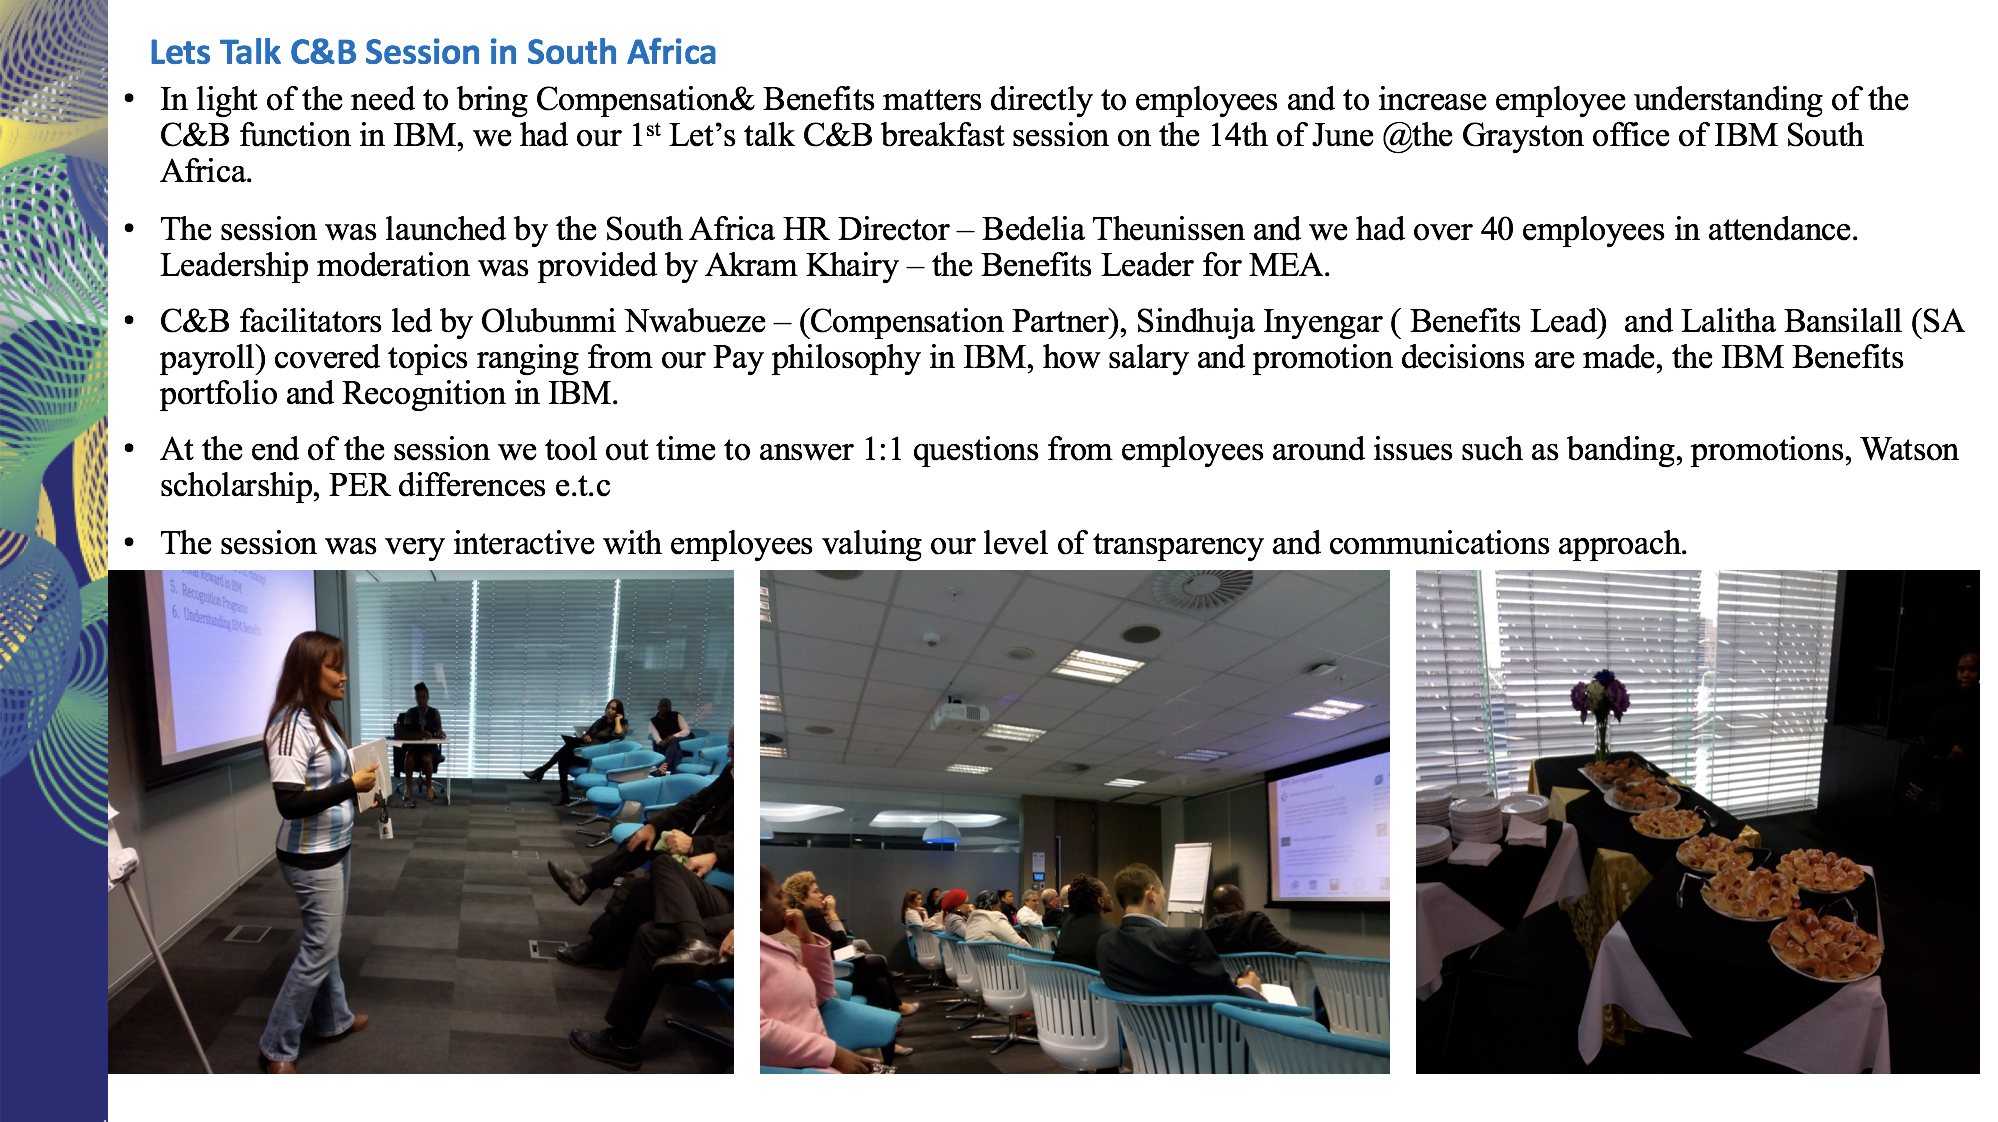 Lets Talk C&B Session in South Africa
• In light of the need to bring Compensation& Benefits matters directly to employees and to increase employee understanding of the
C&B function in IBM, we had our 1st Let’s talk C&B breakfast session on the 14th of June @the Grayston office of IBM South
Africa.
• The session was launched by the South Africa HR Director – Bedelia Theunissen and we had over 40 employees in attendance.
Leadership moderation was provided by Akram Khairy – the Benefits Leader for MEA.
• C&B facilitators led by Olubunmi Nwabueze – (Compensation Partner), Sindhuja Inyengar ( Benefits Lead)  and Lalitha Bansilall (SA
payroll) covered topics ranging from our Pay philosophy in IBM, how salary and promotion decisions are made, the IBM Benefits
portfolio and Recognition in IBM.
• At the end of the session we tool out time to answer 1:1 questions from employees around issues such as banding, promotions, Watson
scholarship, PER differences e.t.c
• The session was very interactive with employees valuing our level of transparency and communications approach.
Reward in IBM
5. Recognition Programs
6. Understanding IBM Benefits